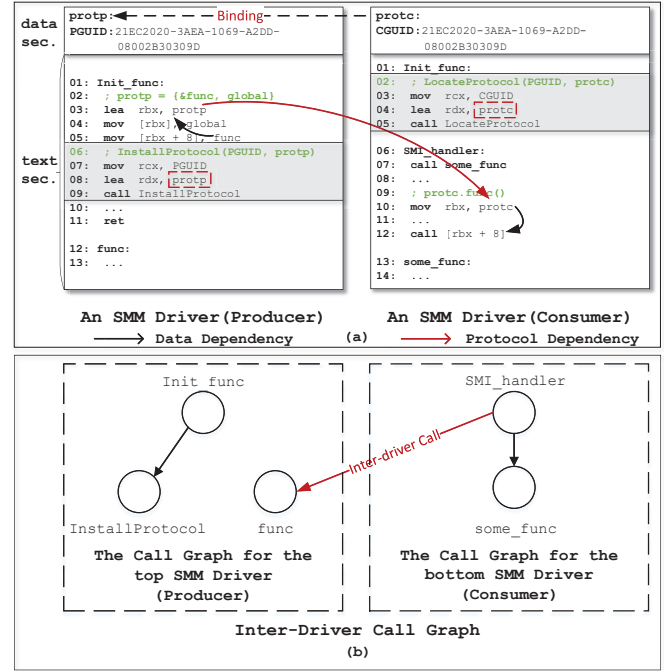 data
sec.
protp:
PGUID:21EC2020-3AEA-1069-A2DD-
08002B30309D
Binding
protc:
CGUID:21EC2020-3AEA-1069-A2DD-
08002B30309D
text
sec.
01: Init_func:
02: ; protp = {&func, global}
03: lea rbx, protp
04: mov [rbx], global
05: mov [rbx + 8], func
06: ; InstallProtocol(PGUID, protp)
07: mov rcx, PGUID
08: lea rdx, protp
09: call InstallProtocol
10: ...
11: ret
12: func:
13: ...
01: Init_func:
02: ; LocateProtocol(PGUID, protc)
03: mov rcx, CGUID
04: lea rdx, protc
05: call LocateProtocol
06: SMI_handler:
07: call some_func
08: ...
09: ; protc.func()
10: mov rbx, protc
11: ...
12: call [rbx + 8]
13: some_func:
14: ...
An SMM Driver(Producer)
An SMM Driver(Consumer)
Data Dependency
(a)
Protocol Dependency
Init_func
SMI_handler
Inter-driver Call
InstallProtocol
func
some_func
The Call Graph for the
top SMM Driver
(Producer)
The Call Graph for the
bottom SMM Driver
(Consumer)
Inter-Driver Call Graph
(b)